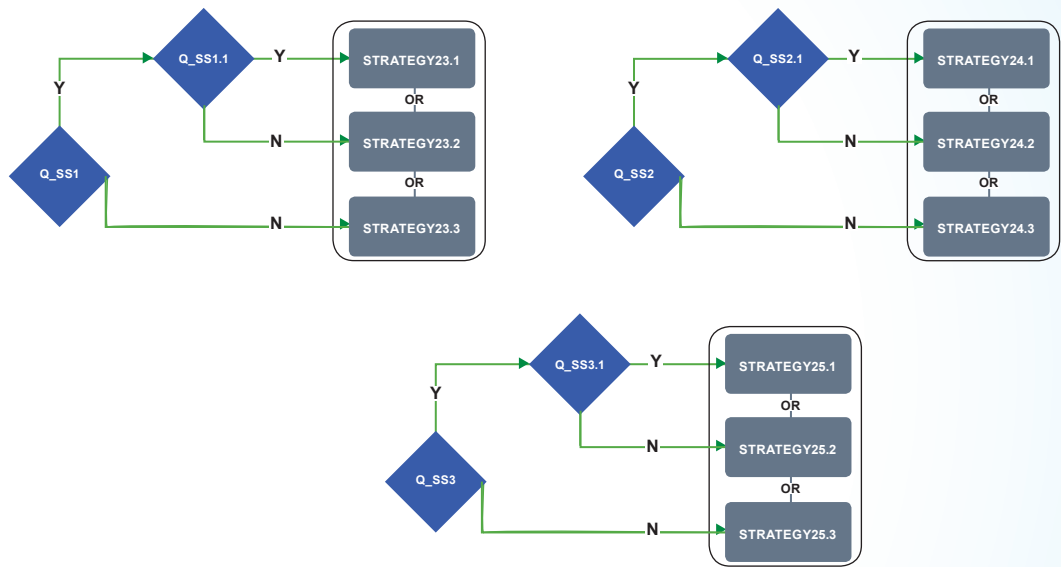 Q_SS1.1
Y
STRATEGY23.1
Y
OR
N
STRATEGY23.2
Q_SS1
OR
N
STRATEGY23.3
Q_SS2.1
Y
STRATEGY24.1
Y
OR
N
STRATEGY24.2
Q_SS2
OR
N
STRATEGY24.3
Q_SS3.1
Y
STRATEGY25.1
Y
OR
N
STRATEGY25.2
Q_SS3
OR
N
STRATEGY25.3